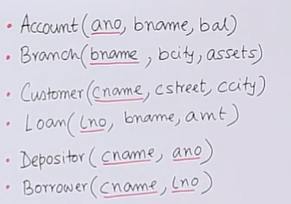 • Account (ano, bname, bal)
• Branch (bname, bcity, assets)
• Customer (cname, cstreet, ccity)
• Loan (lno, bname, amt)
• Depositor (cname, ano)
• Borrower (cname, lno)